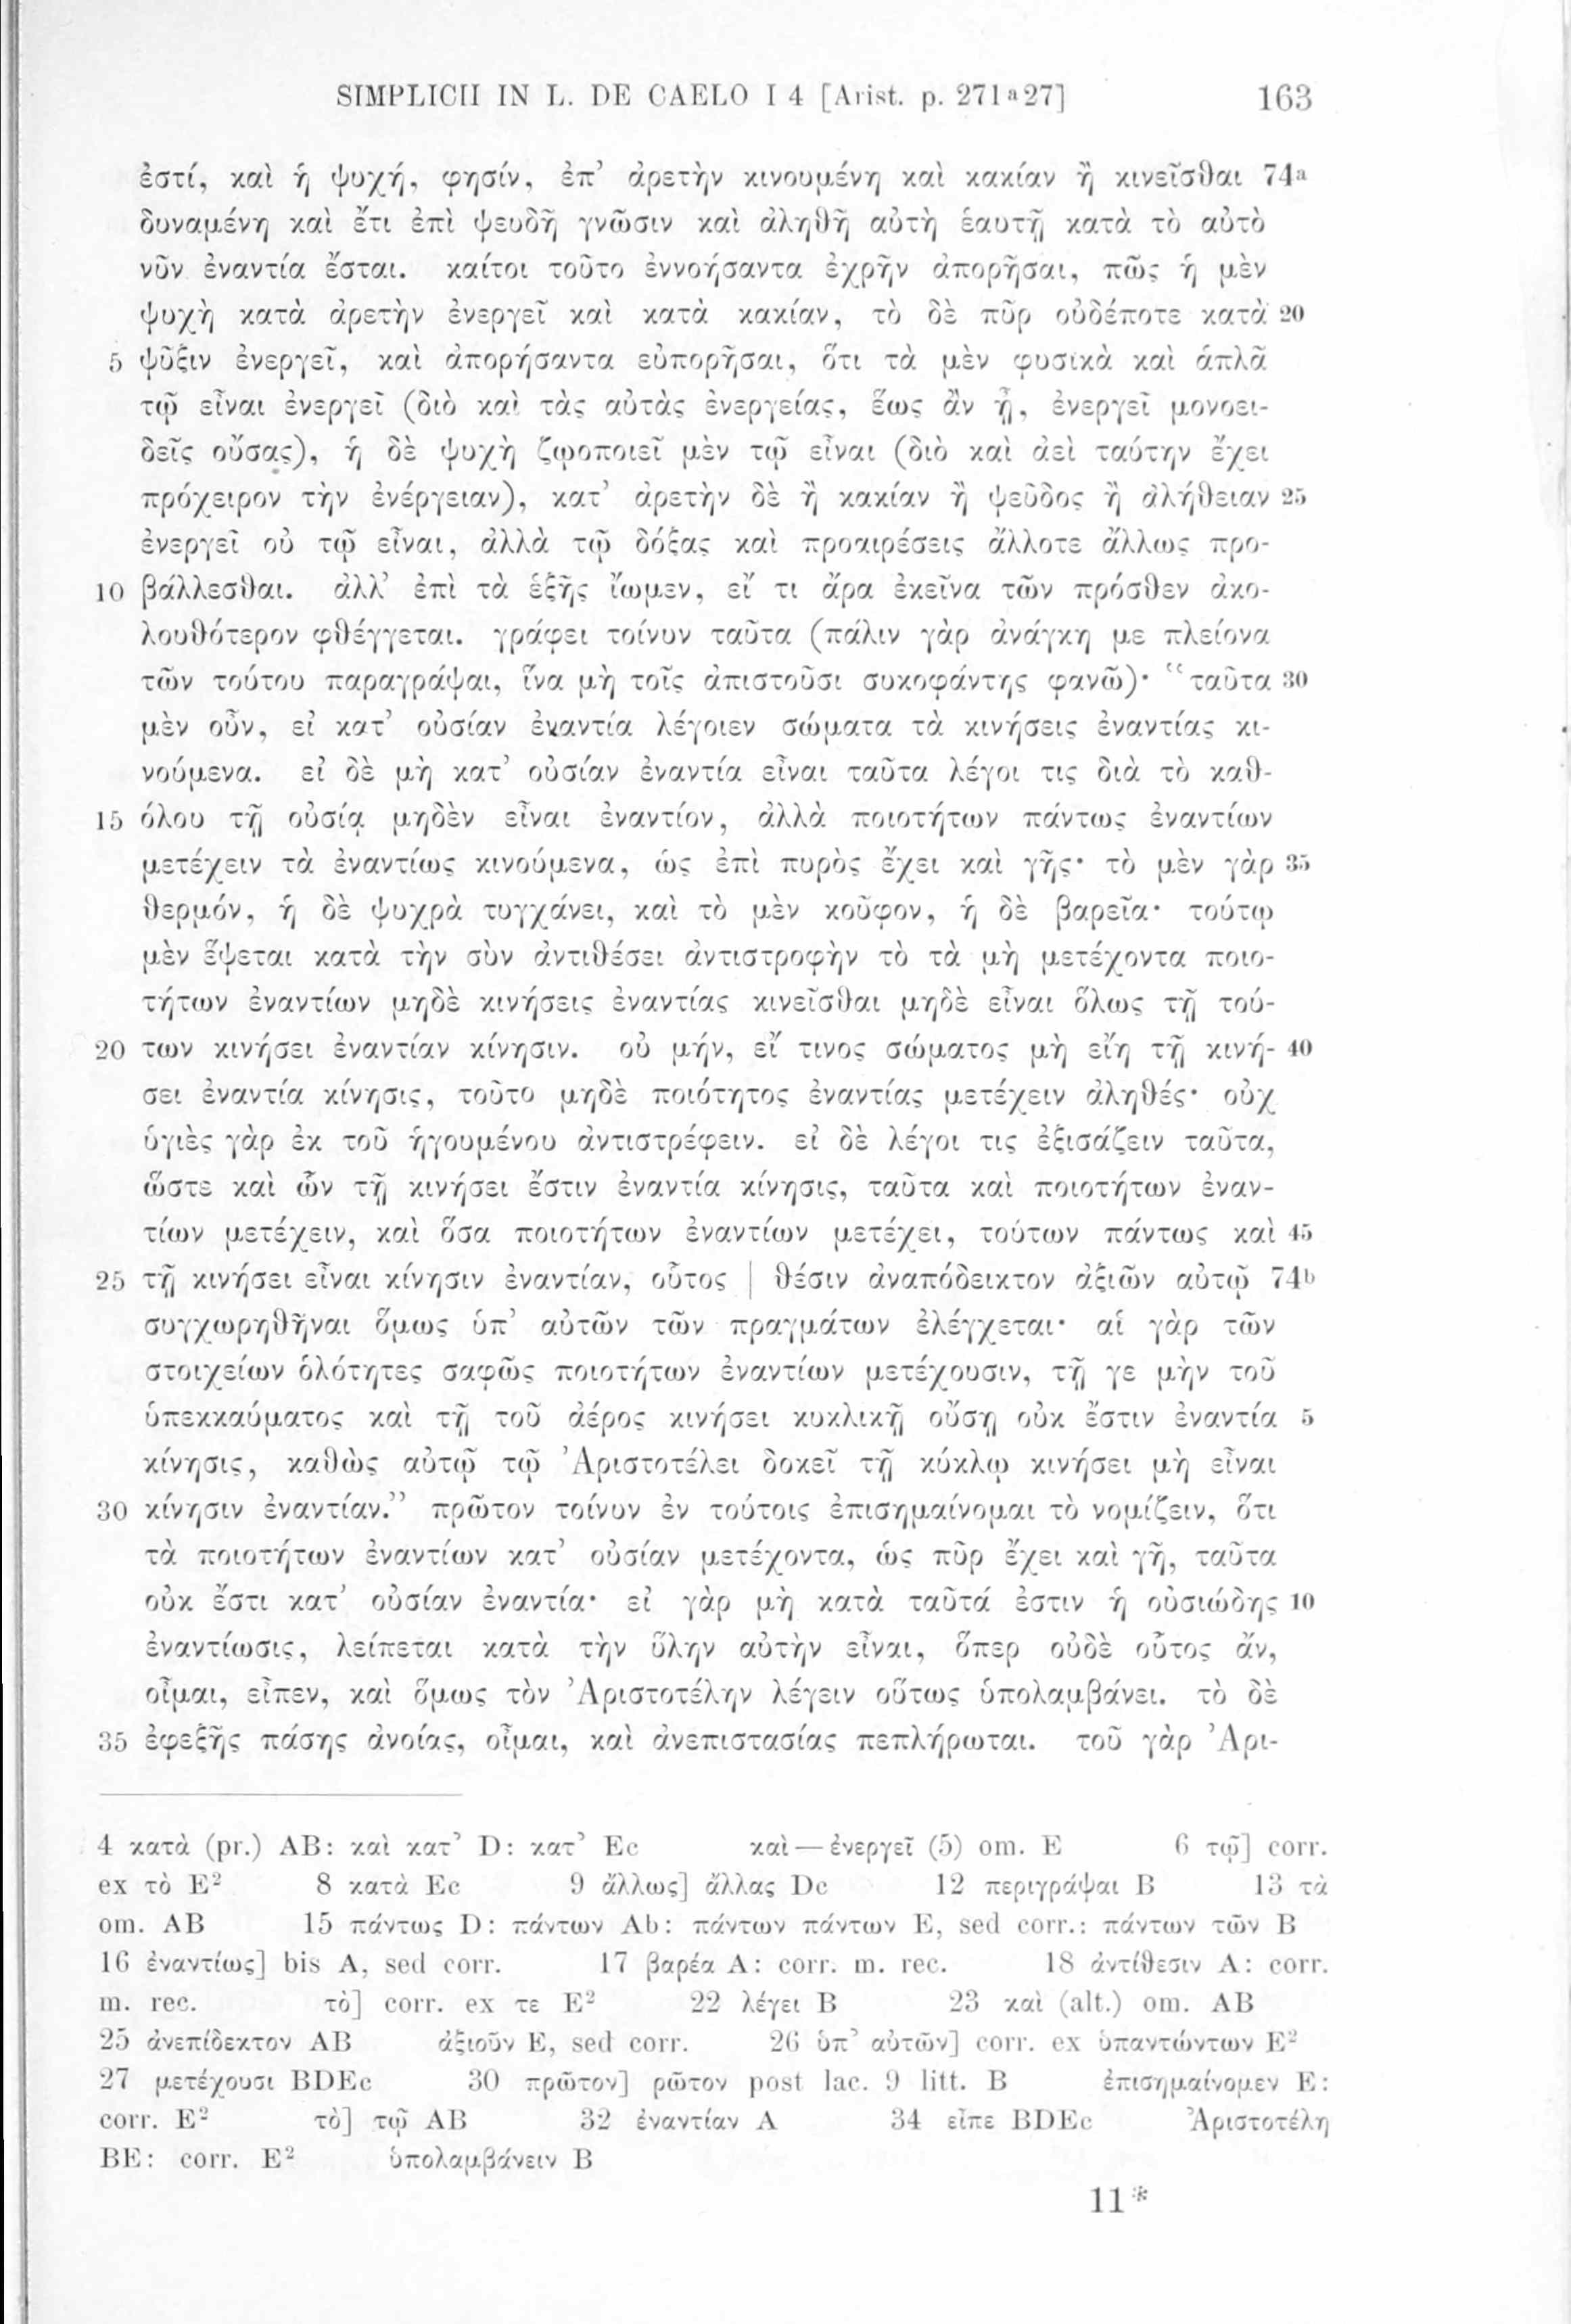 SIMPLICII IN L. DE CAELO I 4 [Arist. p. 271ᵃ27] 163
ἐστί, καὶ ἡ ψυχή, φησίν, ἐπ’ ἀρετὴν κινουμένη καὶ κακίαν ἢ κινεῖσθαι 74ᵃ
δυναμένη καὶ ἔτι ἐπὶ ψευδῆ γνῶσιν καὶ ἀληθῆ αὐτὴ ἑαυτῇ κατὰ τὸ αὐτὸ
νῦν ἐναντία ἔσται. καίτοι τοῦτο ἐννοήσαντα ἐχρῆν ἀπορῆσαι, πῶς ἡ μὲν
ψυχὴ κατὰ ἀρετὴν ἐνεργεῖ καὶ κατὰ κακίαν, τὸ δὲ πῦρ οὐδέποτε κατὰ 20
5 ψῦξιν ἐνεργεῖ, καὶ ἀπορήσαντα εὐπορῆσαι, ὅτι τὰ μὲν φυσικὰ καὶ ἁπλᾶ
τῷ εἶναι ἐνεργεῖ (διὸ καὶ τὰς αὐτὰς ἐνεργείας, ἕως ἂν ᾖ, ἐνεργεῖ μονοει-
δεῖς οὔσας), ἡ δὲ ψυχὴ ζωοποιεῖ μὲν τῷ εἶναι (διὸ καὶ ἀεὶ ταύτην ἔχει
πρόχειρον τὴν ἐνέργειαν), κατ’ ἀρετὴν δὲ ἢ κακίαν ἢ ψεῦδος ἢ ἀλήθειαν 25
ἐνεργεῖ οὐ τῷ εἶναι, ἀλλὰ τῷ δόξας καὶ προαιρέσεις ἄλλοτε ἄλλως προ-
10 βάλλεσθαι. ἀλλ’ ἐπὶ τὰ ἑξῆς ἴωμεν, εἴ τι ἄρα ἐκεῖνα τῶν πρόσθεν ἀκο-
λουθότερον φθέγγεται. γράφει τοίνυν ταῦτα (πάλιν γὰρ ἀνάγκη με πλείονα
τῶν τούτου παραγράψαι, ἵνα μὴ τοῖς ἀπιστοῦσι συκοφάντης φανῶ)· “ταῦτα 30
μὲν οὖν, εἰ κατ’ οὐσίαν ἐναντία λέγοιεν σώματα τὰ κινήσεις ἐναντίας κι-
νούμενα. εἰ δὲ μὴ κατ’ οὐσίαν ἐναντία εἶναι ταῦτα λέγοι τις διὰ τὸ καθ-
15 όλου τῇ οὐσίᾳ μηδὲν εἶναι ἐναντίον, ἀλλὰ ποιοτήτων πάντως ἐναντίων
μετέχειν τὰ ἐναντίως κινούμενα, ὡς ἐπὶ πυρὸς ἔχει καὶ γῆς· τὸ μὲν γὰρ 35
θερμόν, ἡ δὲ ψυχρὰ τυγχάνει, καὶ τὸ μὲν κοῦφον, ἡ δὲ βαρεῖα· τούτῳ
μὲν ἕψεται κατὰ τὴν σὺν ἀντιθέσει ἀντιστροφὴν τὸ τὰ μὴ μετέχοντα ποιο-
τήτων ἐναντίων μηδὲ κινήσεις ἐναντίας κινεῖσθαι μηδὲ εἶναι ὅλως τῇ τού-
20 των κινήσει ἐναντίαν κίνησιν. οὐ μήν, εἴ τινος σώματος μὴ εἴη τῇ κινή- 40
σει ἐναντία κίνησις, τοῦτο μηδὲ ποιότητος ἐναντίας μετέχειν ἀληθές· οὐχ
ὑγιὲς γὰρ ἐκ τοῦ ἡγουμένου ἀντιστρέφειν. εἰ δὲ λέγοι τις ἐξισάζειν ταῦτα,
ὥστε καὶ ὧν τῇ κινήσει ἔστιν ἐναντία κίνησις, ταῦτα καὶ ποιοτήτων ἐναν-
τίων μετέχειν, καὶ ὅσα ποιοτήτων ἐναντίων μετέχει, τούτων πάντως καὶ 45
25 τῇ κινήσει εἶναι κίνησιν ἐναντίαν, οὗτος | θέσιν ἀναπόδεικτον ἀξιῶν αὐτῷ 74ᵇ
συγχωρηθῆναι ὅμως ὑπ’ αὐτῶν τῶν πραγμάτων ἐλέγχεται· αἱ γὰρ τῶν
στοιχείων ὁλότητες σαφῶς ποιοτήτων ἐναντίων μετέχουσιν, τῇ γε μὴν τοῦ
ὑπεκκαύματος καὶ τῇ τοῦ ἀέρος κινήσει κυκλικῇ οὔσῃ οὐκ ἔστιν ἐναντία 5
κίνησις, καθὼς αὐτῷ τῷ Ἀριστοτέλει δοκεῖ τῇ κύκλῳ κινήσει μὴ εἶναι
30 κίνησιν ἐναντίαν.” πρῶτον τοίνυν ἐν τούτοις ἐπισημαίνομαι τὸ νομίζειν, ὅτι
τὰ ποιοτήτων ἐναντίων κατ’ οὐσίαν μετέχοντα, ὡς πῦρ ἔχει καὶ γῆ, ταῦτα
οὐκ ἔστι κατ’ οὐσίαν ἐναντία· εἰ γὰρ μὴ κατὰ ταῦτά ἐστιν ἡ οὐσιώδης 10
ἐναντίωσις, λείπεται κατὰ τὴν ὕλην αὐτὴν εἶναι, ὅπερ οὐδὲ οὗτος ἄν,
οἶμαι, εἶπεν, καὶ ὅμως τὸν Ἀριστοτέλην λέγειν οὕτως ὑπολαμβάνει. τὸ δὲ
35 ἐφεξῆς πάσης ἀνοίας, οἶμαι, καὶ ἀνεπιστασίας πεπλήρωται. τοῦ γὰρ Ἀρι-
4 κατὰ (pr.) AB: καὶ κατ’ D: κατ’ Ec καὶ — ἐνεργεῖ (5) om. E 6 τῷ] corr.
ex τὸ E² 8 κατὰ Ec 9 ἄλλως] ἄλλας Dc 12 περιγράψαι B 13 τὰ
om. AB 15 πάντως D: πάντων Ab: πάντων πάντων E, sed corr.: πάντων τῶν B
16 ἐναντίως] bis A, sed corr. 17 βαρέα A: corr. m. rec. 18 ἀντίθεσιν A: corr.
m. rec. τὸ] corr. ex τε E² 22 λέγει B 23 καὶ (alt.) om. AB
25 ἀνεπίδεκτον AB ἀξιοῦν E, sed corr. 26 ὑπ’ αὐτῶν] corr. ex ὑπαντώντων E²
27 μετέχουσι BDEc 30 πρῶτον] ρῶτον post lac. 9 litt. B ἐπισημαίνομεν E:
corr. E² τὸ] τῷ AB 32 ἐναντίαν A 34 εἶπε BDEc Ἀριστοτέλη
BE: corr. E² ὑπολαμβάνειν B
11*